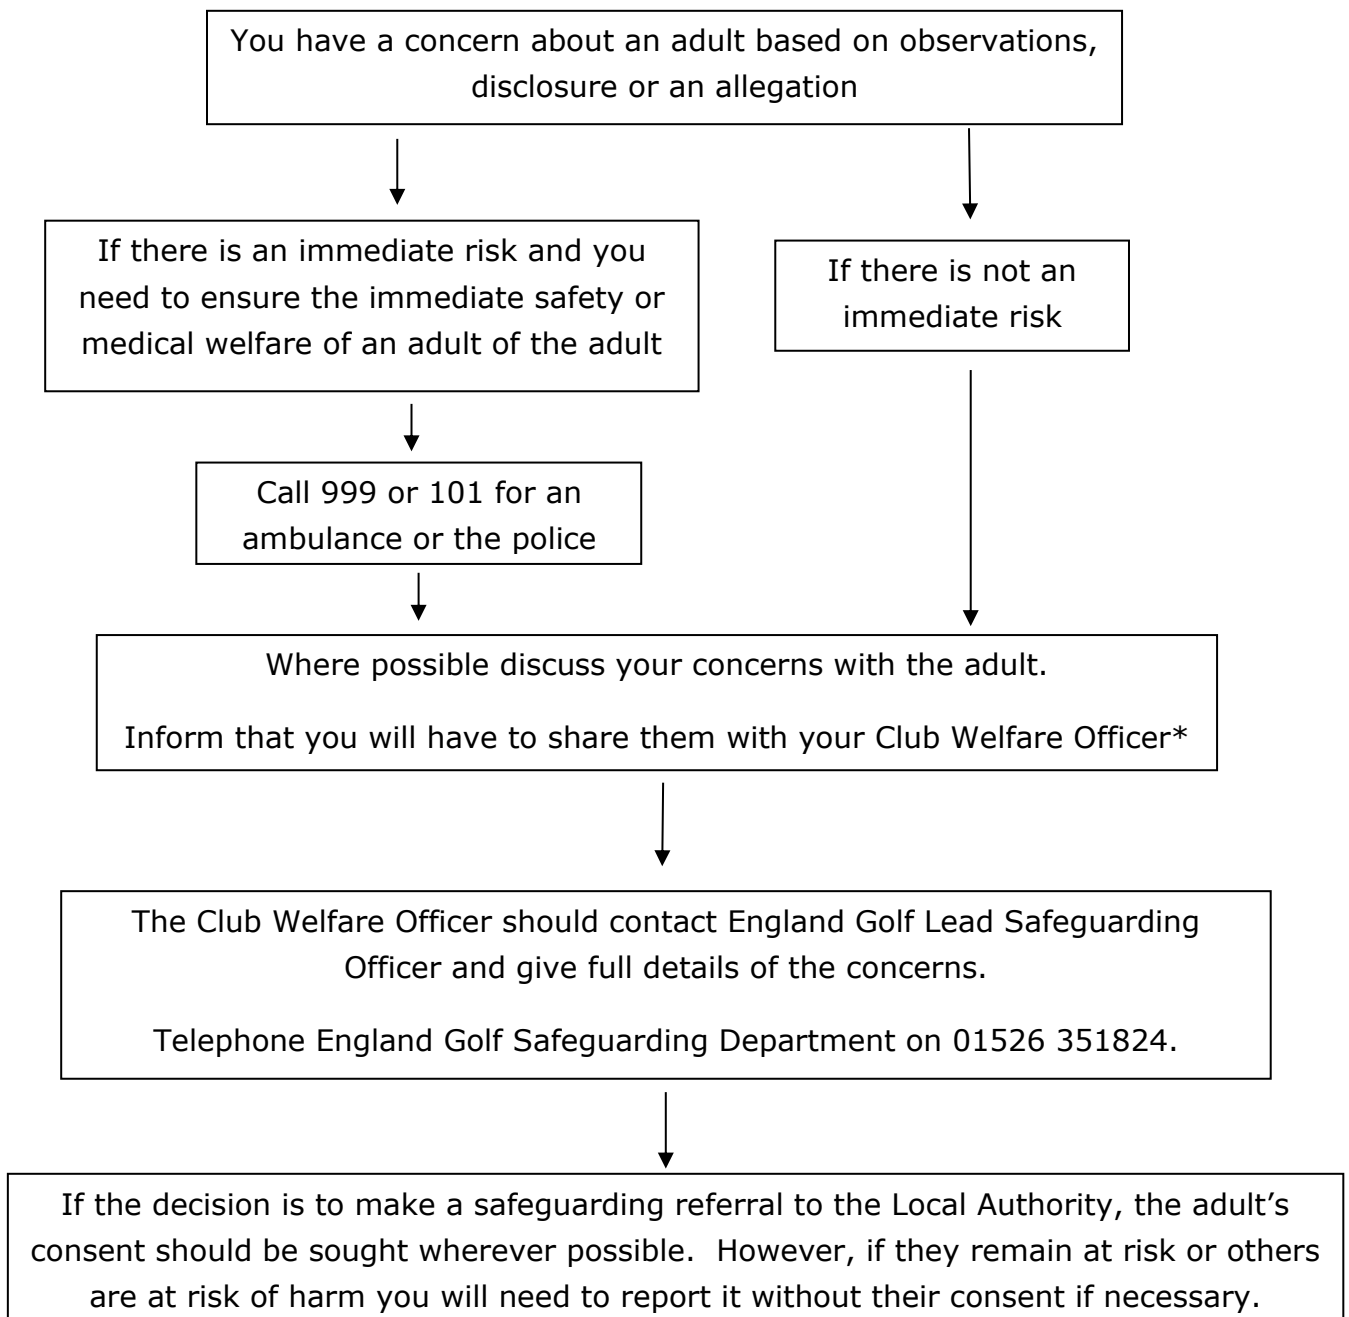 You have a concern about an adult based on observations,
disclosure or an allegation
If there is an immediate risk and you
need to ensure the immediate safety or
medical welfare of an adult of the adult
If there is not an
immediate risk
Call 999 or 101 for an
ambulance or the police
Where possible discuss your concerns with the adult.
Inform that you will have to share them with your Club Welfare Officer*
The Club Welfare Officer should contact England Golf Lead Safeguarding
Officer and give full details of the concerns.
Telephone England Golf Safeguarding Department on 01526 351824.
If the decision is to make a safeguarding referral to the Local Authority, the adult’s
consent should be sought wherever possible.  However, if they remain at risk or others
are at risk of harm you will need to report it without their consent if necessary.